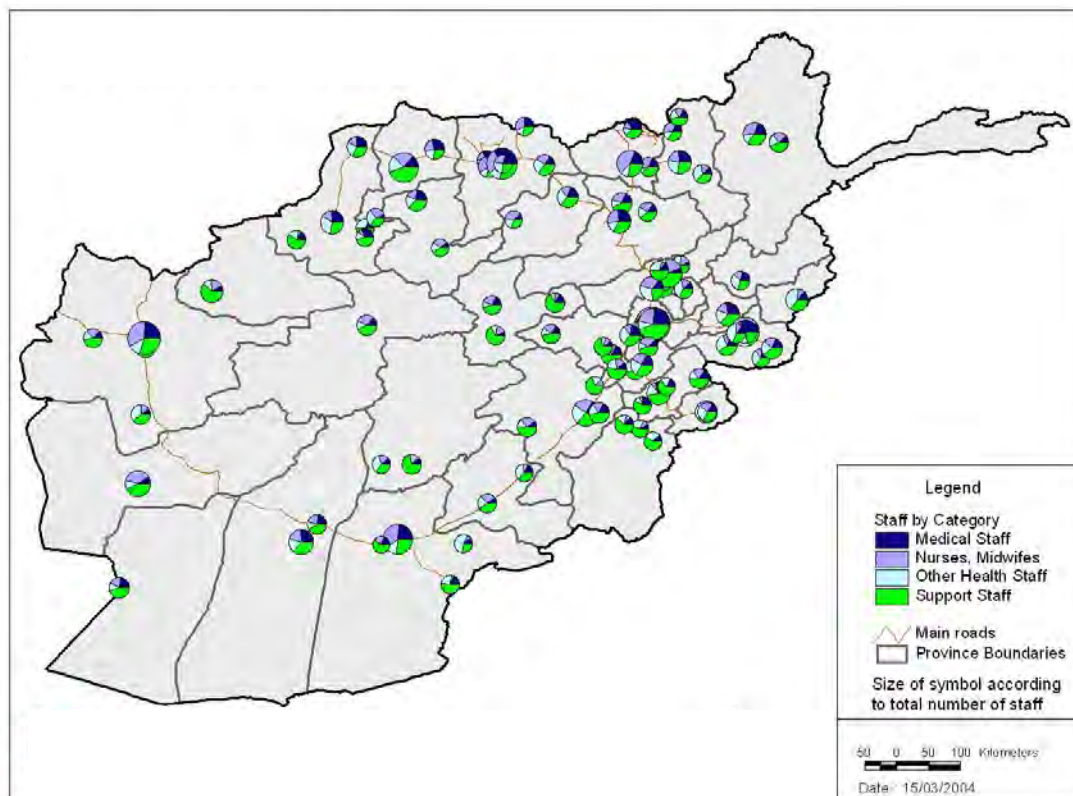 Legend
Staff by Category
Medical Staff
Nurses, Midwifes
Other Health Staff
Support Staff
Main roads
Province Boundaries
Size of symbol according
to total number of staff
50 0 50 100 Kilometers
Date: 15/03/2004